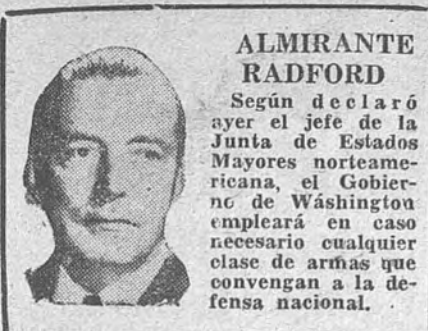 ALMIRANTE
RADFORD
Según declaró
ayer el jefe de la
Junta de Estados
Mayores norteame-
ricana, el Gobier-
no de Wáshington
empleará en caso
necesario cualquier
clase de armas que
convengan a la de-
fensa nacional.